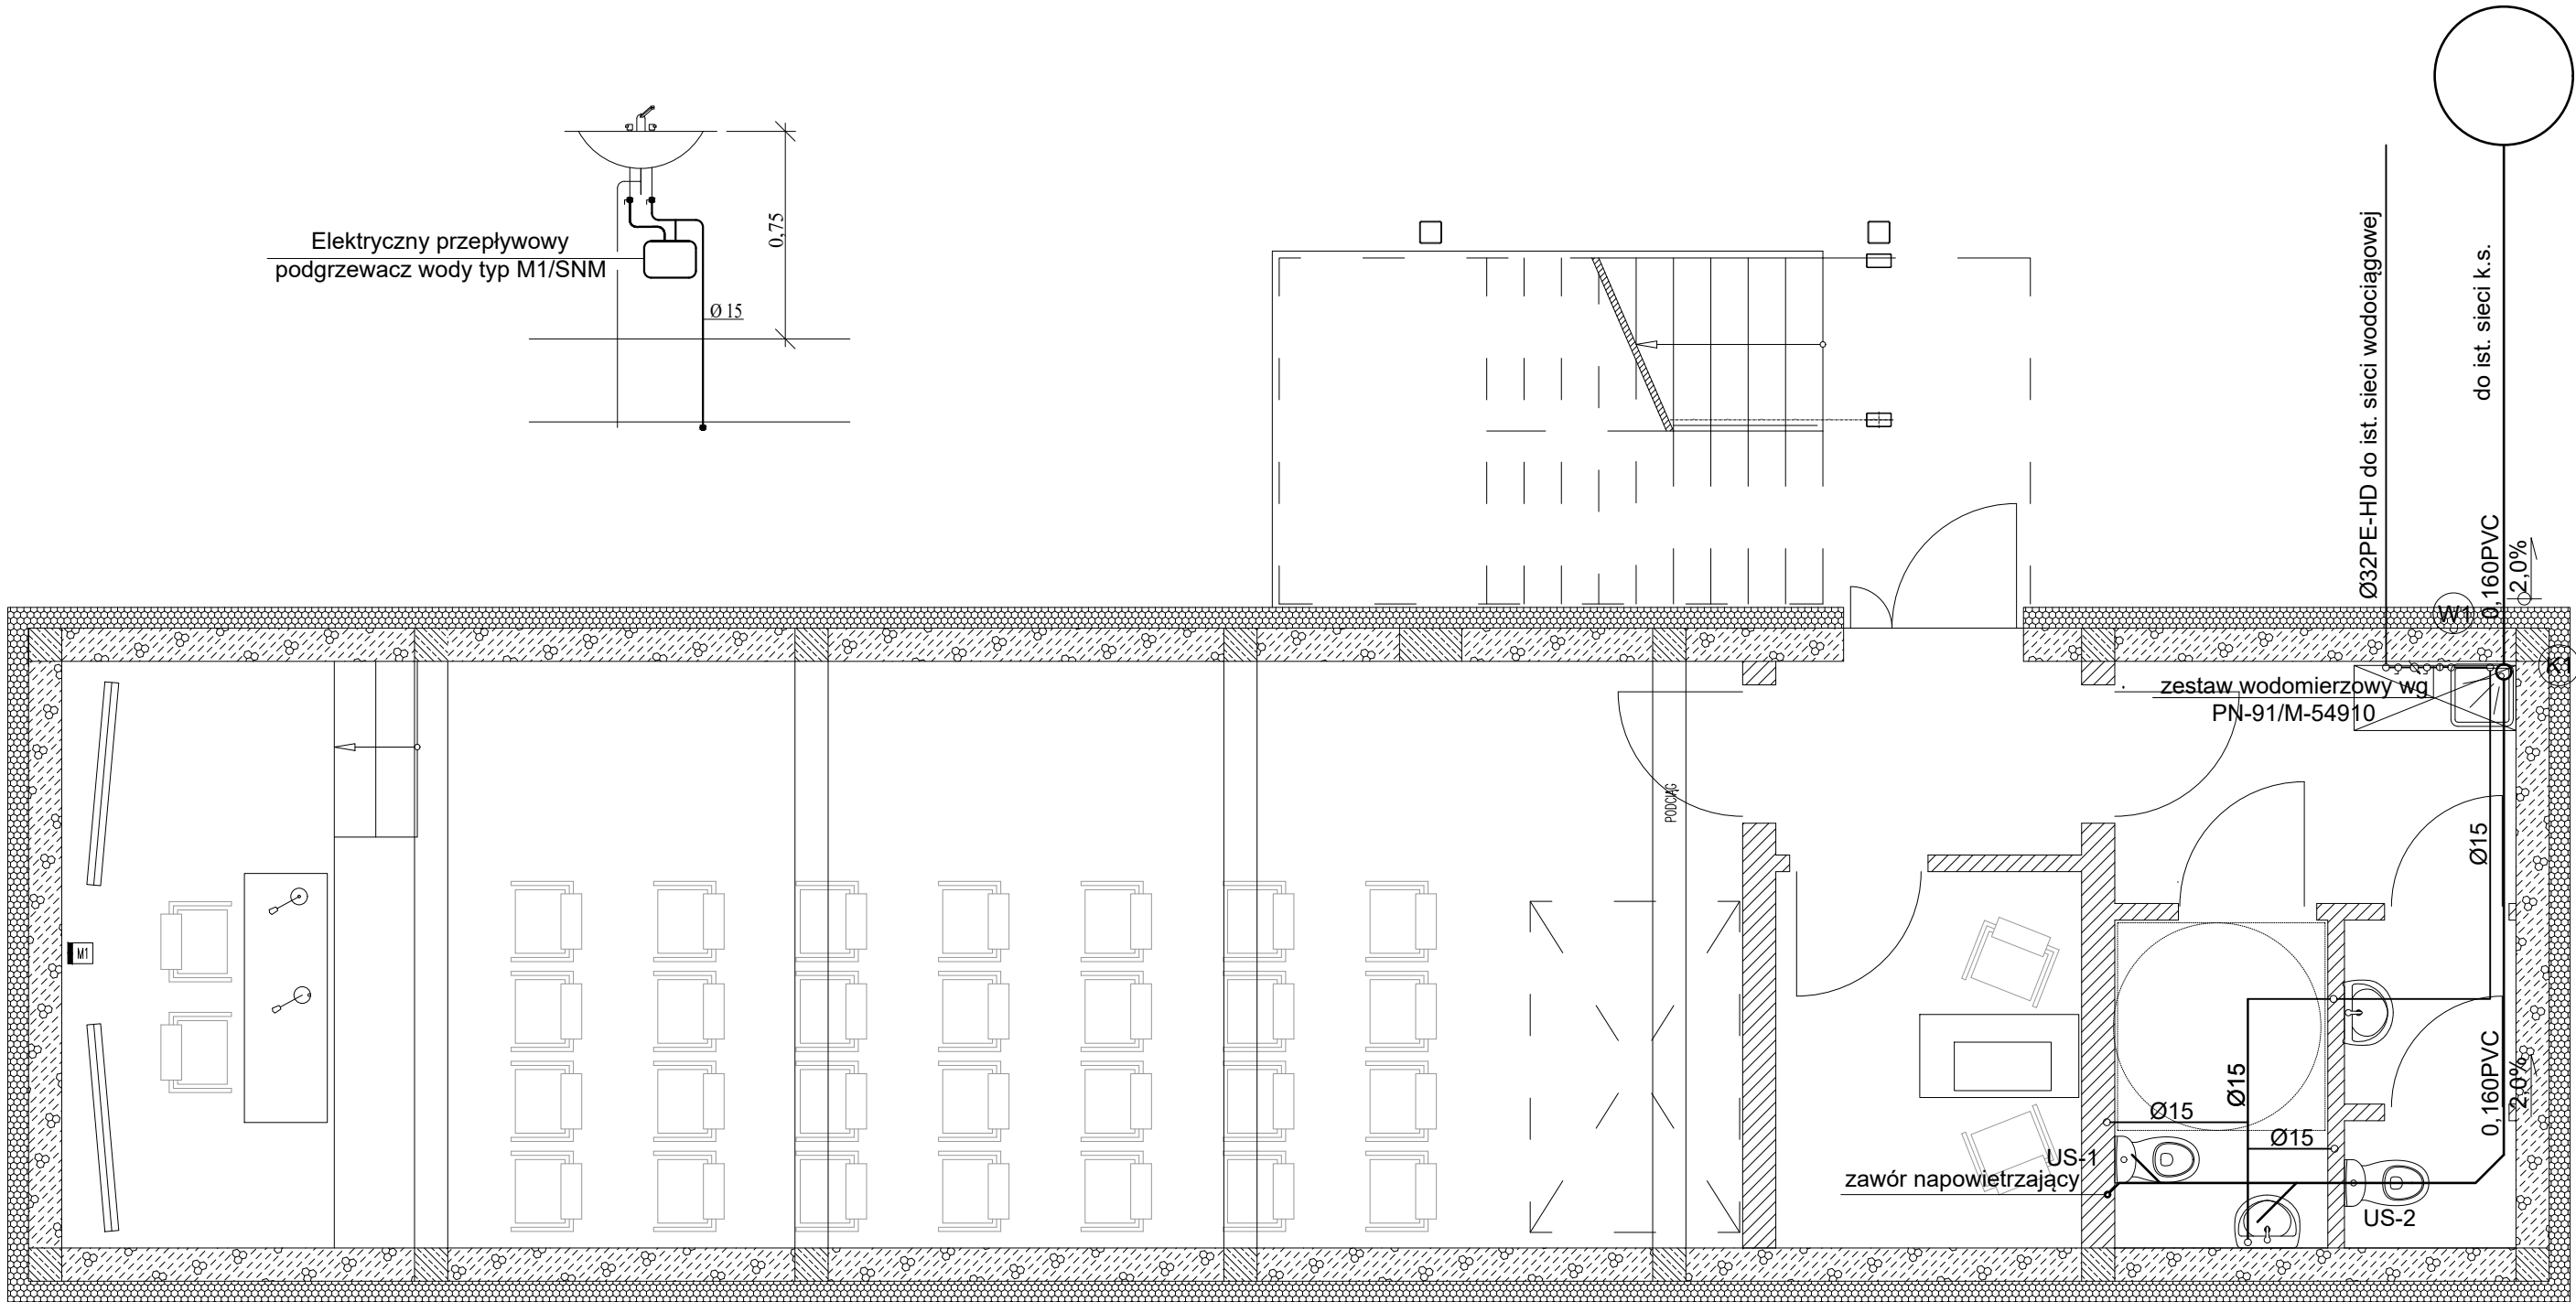 Elektryczny przepływowy
podgrzewacz wody typ M1/SNM
0,75
Ø 15
Ø32PE-HD do ist. sieci wodociągowej
do ist. sieci k.s.
0,160PVC
2,0%
W1
K1
zestaw wodomierzowy wg
PN-91/M-54910
PODCIĄG
Ø15
M1
Ø15
Ø15
Ø15
0,160PVC
2,0%
US-1
zawór napowietrzający
US-2